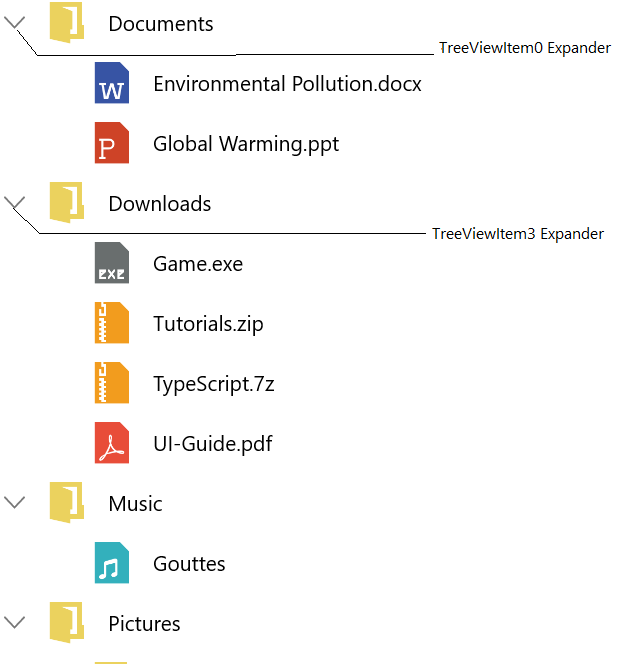 Documents
TreeViewItem0 Expander
W
Environmental Pollution.docx
P
Global Warming.ppt
Downloads
TreeViewItem3 Expander
exe
Game.exe
Tutorials.zip
TypeScript.7z
UI-Guide.pdf
Music
Gouttes
Pictures